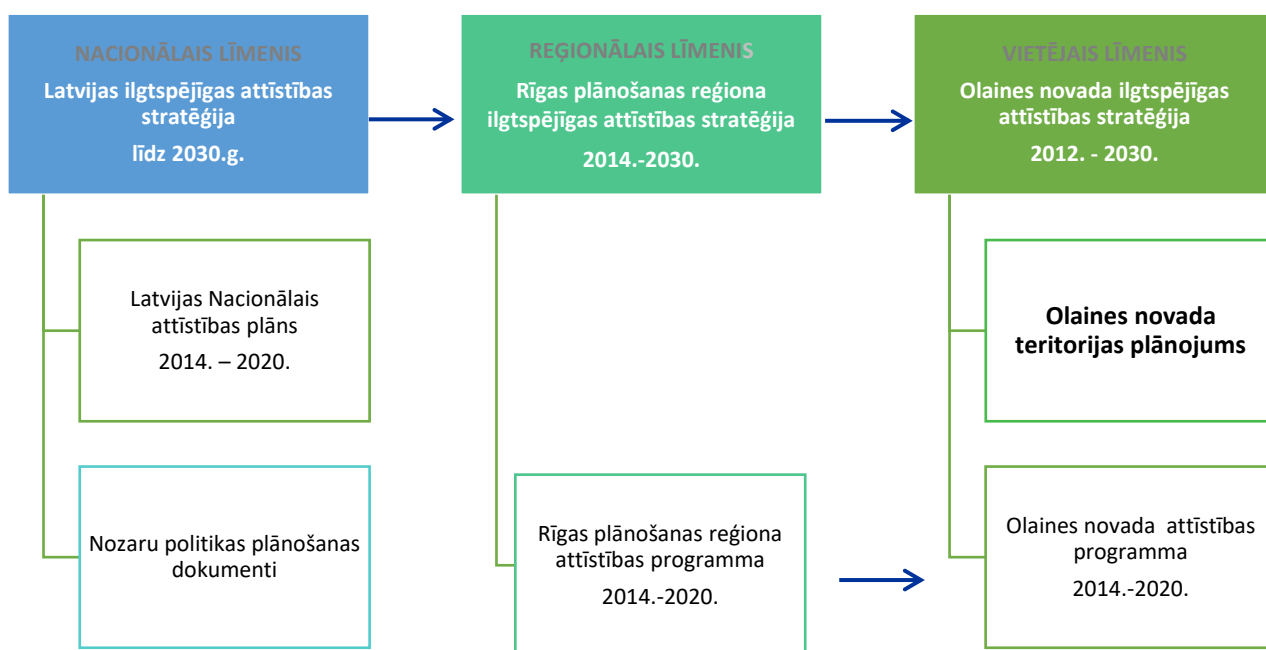 NACIONĀLAIS LĪMENIS
Latvijas ilgtspējīgas attīstības
stratēģija
līdz 2030.g.
Latvijas Nacionālais
attīstības plāns
2014. – 2020.
Nozaru politikas plānošanas
dokumenti
REĢIONĀLAIS LĪMENIS
Rīgas plānošanas reģiona
ilgtspējīgas attīstības stratēģija
2014.-2030.
Rīgas plānošanas reģiona
attīstības programma
2014.-2020.
VIETĒJAIS LĪMENIS
Olaines novada ilgtspējīgas
attīstības stratēģija
2012. - 2030.
Olaines novada
teritorijas plānojums
Olaines novada attīstības
programma
2014.-2020.